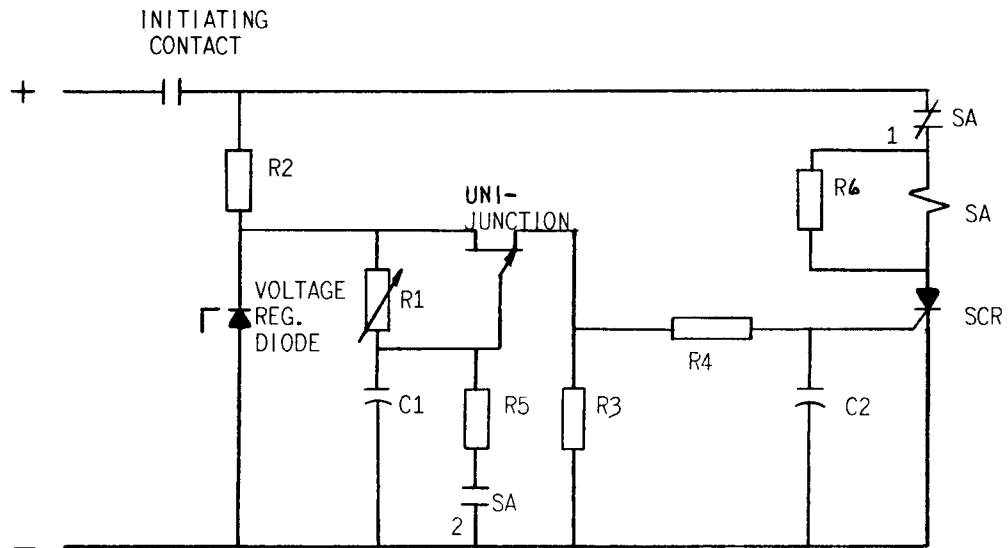 INITIATING
CONTACT
+
SA
1
R2
R6
UNI-
JUNCTION
SA
VOLTAGE
REG.
DIODE
R1
SCR
R4
C1
R5
R3
C2
SA
2
–